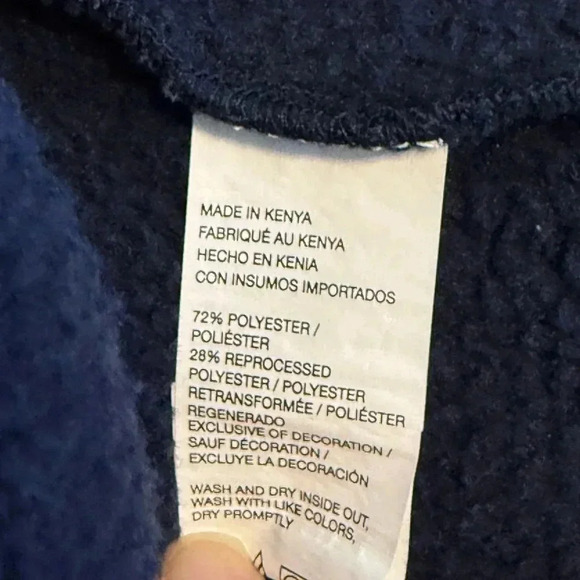 MADE IN KENYA
FABRIQUÉ AU KENYA
HECHO EN KENIA
CON INSUMOS IMPORTADOS
72% POLYESTER /
POLIÉSTER
28% REPROCESSED
POLYESTER / POLYESTER
RETRANSFORMÉE / POLIÉSTER
REGENERADO
EXCLUSIVE OF DECORATION /
SAUF DÉCORATION /
EXCLUYE LA DECORACIÓN
WASH AND DRY INSIDE OUT,
WASH WITH LIKE COLORS,
DRY PROMPTLY